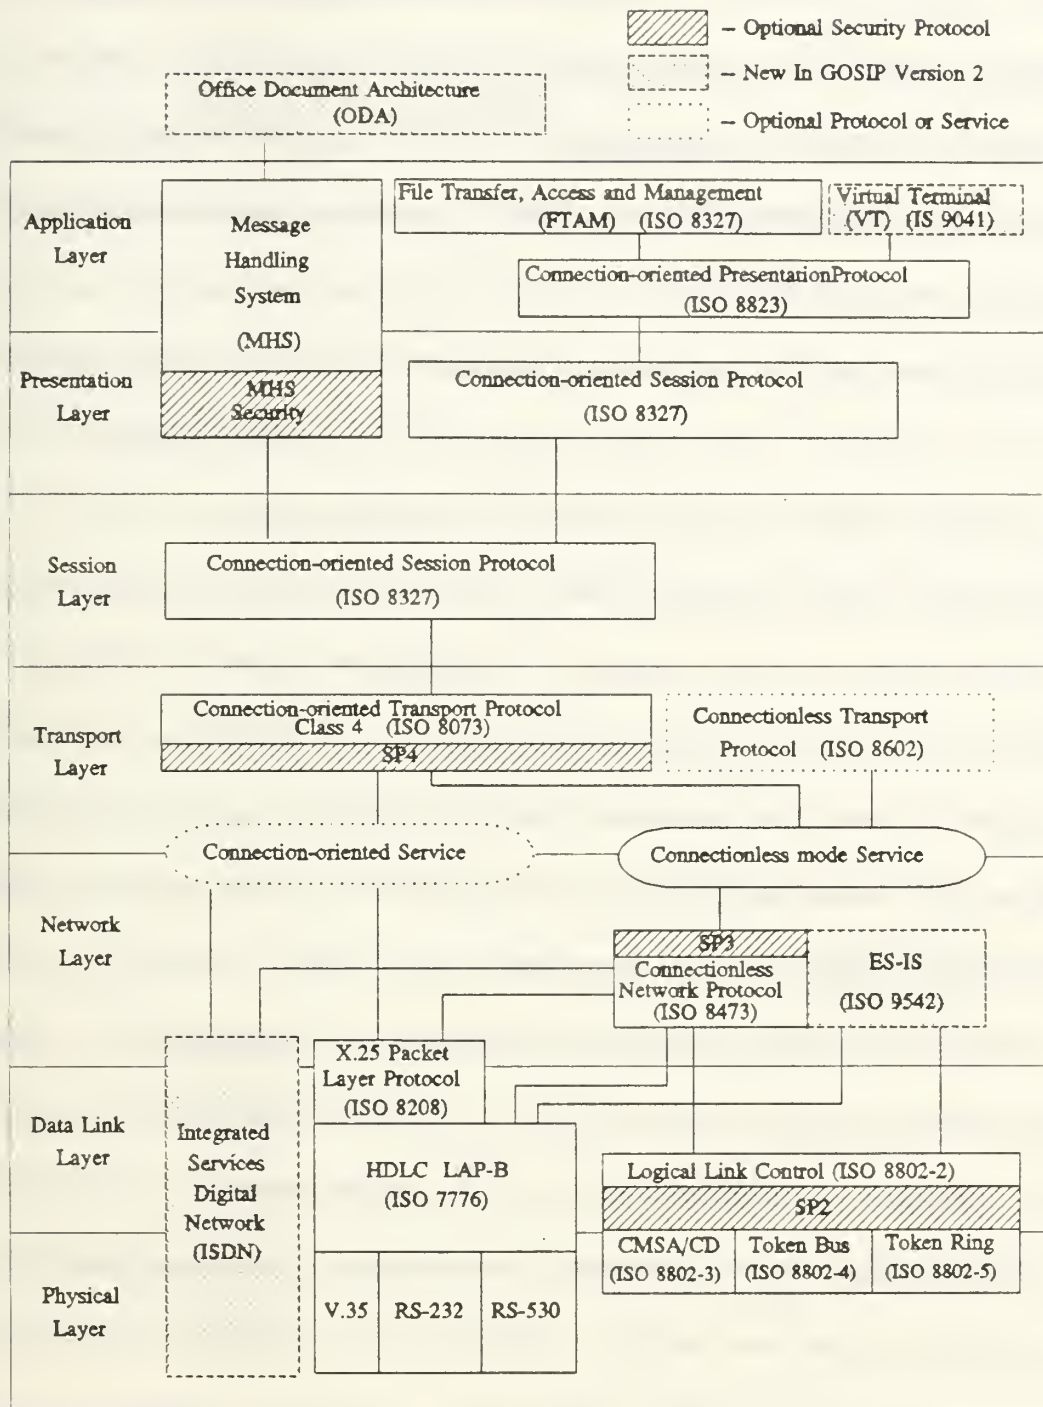 – Optional Security Protocol
– New In GOSIP Version 2
– Optional Protocol or Service
Office Document Architecture
(ODA)
Application
Layer
Message
Handling
System
(MHS)
File Transfer, Access and Management
(FTAM) (ISO 8327)
Virtual Terminal
(VT) (IS 9041)
Connection-oriented PresentationProtocol
(ISO 8823)
Presentation
Layer
MHS
Security
Connection-oriented Session Protocol
(ISO 8327)
Session
Layer
Connection-oriented Session Protocol
(ISO 8327)
Transport
Layer
Connection-oriented Transport Protocol
Class 4 (ISO 8073)
SP4
Connectionless Transport
Protocol (ISO 8602)
Connection-oriented Service
Connectionless mode Service
Network
Layer
SP3
Connectionless
Network Protocol
(ISO 8473)
ES-IS
(ISO 9542)
X.25 Packet
Layer Protocol
(ISO 8208)
Data Link
Layer
Integrated
Services
Digital
Network
(ISDN)
HDLC LAP-B
(ISO 7776)
Logical Link Control (ISO 8802-2)
SP2
CMSA/CD
(ISO 8802-3)
Token Bus
(ISO 8802-4)
Token Ring
(ISO 8802-5)
Physical
Layer
V.35
RS-232
RS-530